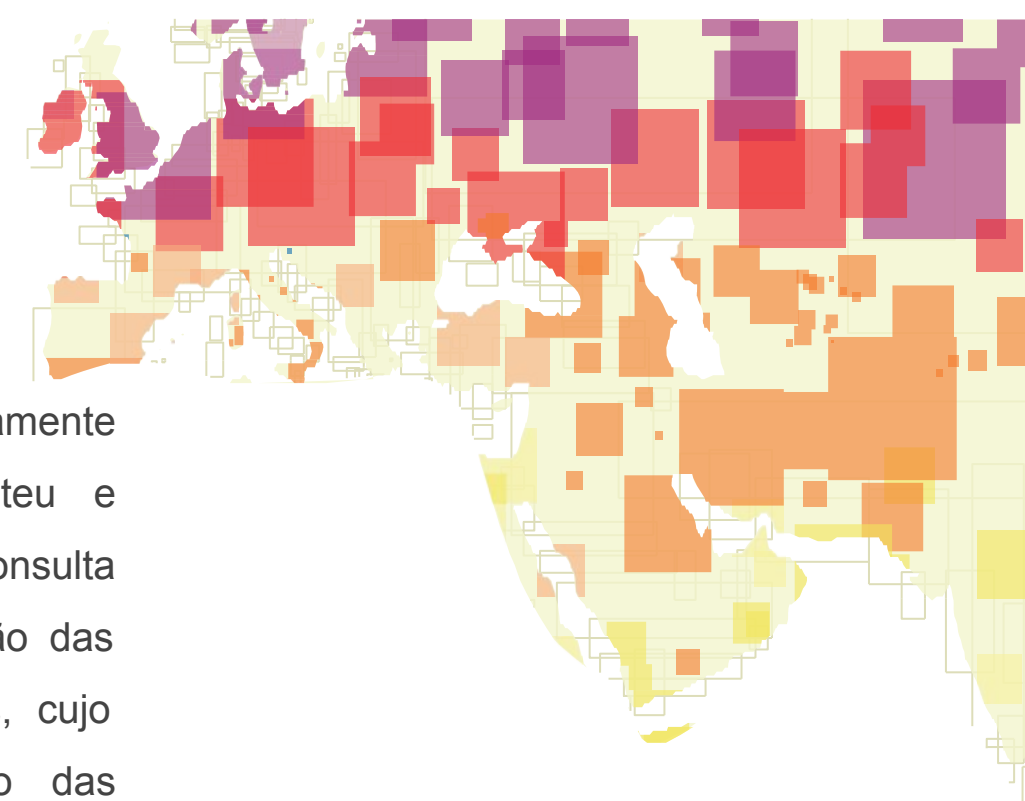 amente
teu e
onsulta
ão das
, cujo
o das